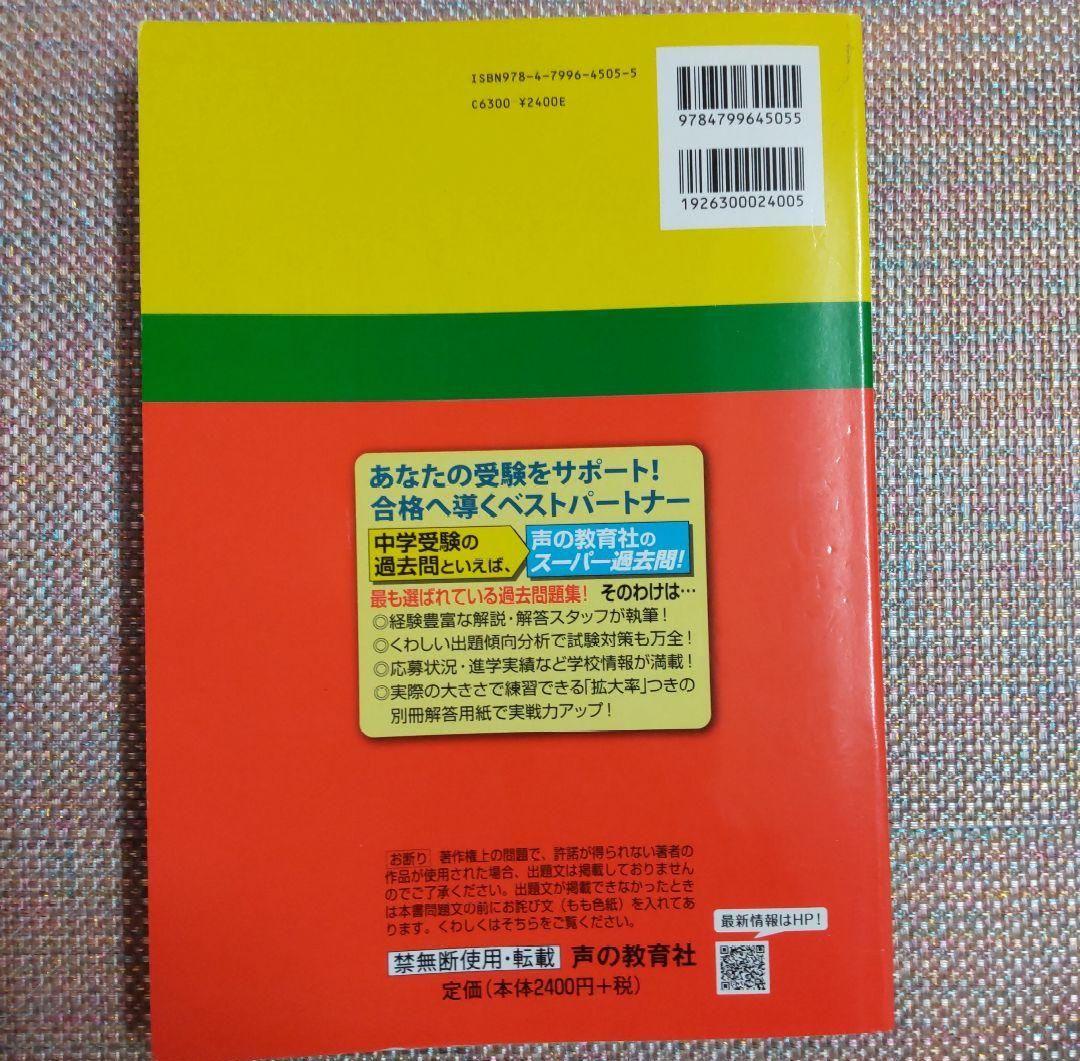 ISBN978-4-7996-4505-5
C6300 ¥2400E
9784799645055
1926300024005
あなたの受験をサポート!
合格へ導くベストパートナー
中学受験の
過去問といえば、
声の教育社の
スーパー過去問!
最も選ばれている過去問題集! そのわけは…
◎経験豊富な解説・解答スタッフが執筆!
◎くわしい出題傾向分析で試験対策も万全!
◎応募状況・進学実績など学校情報が満載!
◎実際の大きさで練習できる「拡大率」つきの
別冊解答用紙で実戦力アップ!
お断り 著作権上の問題で、許諾が得られない著者の
作品が使用された場合、出題文は掲載しておりません
のでご了承ください。出題文が掲載できなかったとき
は本書問題文の前にお詫び文(もも色紙)を入れてあ
ります。くわしくはそちらをご覧ください。
最新情報はHP!
禁無断使用・転載 声の教育社
定価(本体2400円+税)